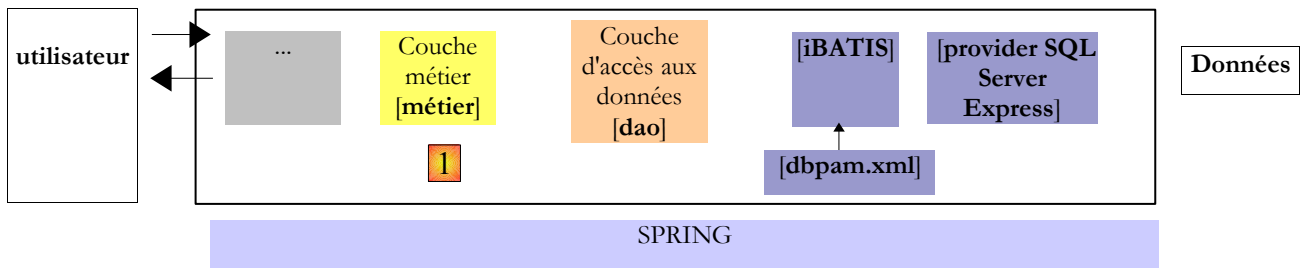 utilisateur
...
Couche
métier
[métier]
1
Couche
d'accès aux
données
[dao]
[iBATIS]
[dbpam.xml]
[provider SQL
Server
Express]
Données
SPRING